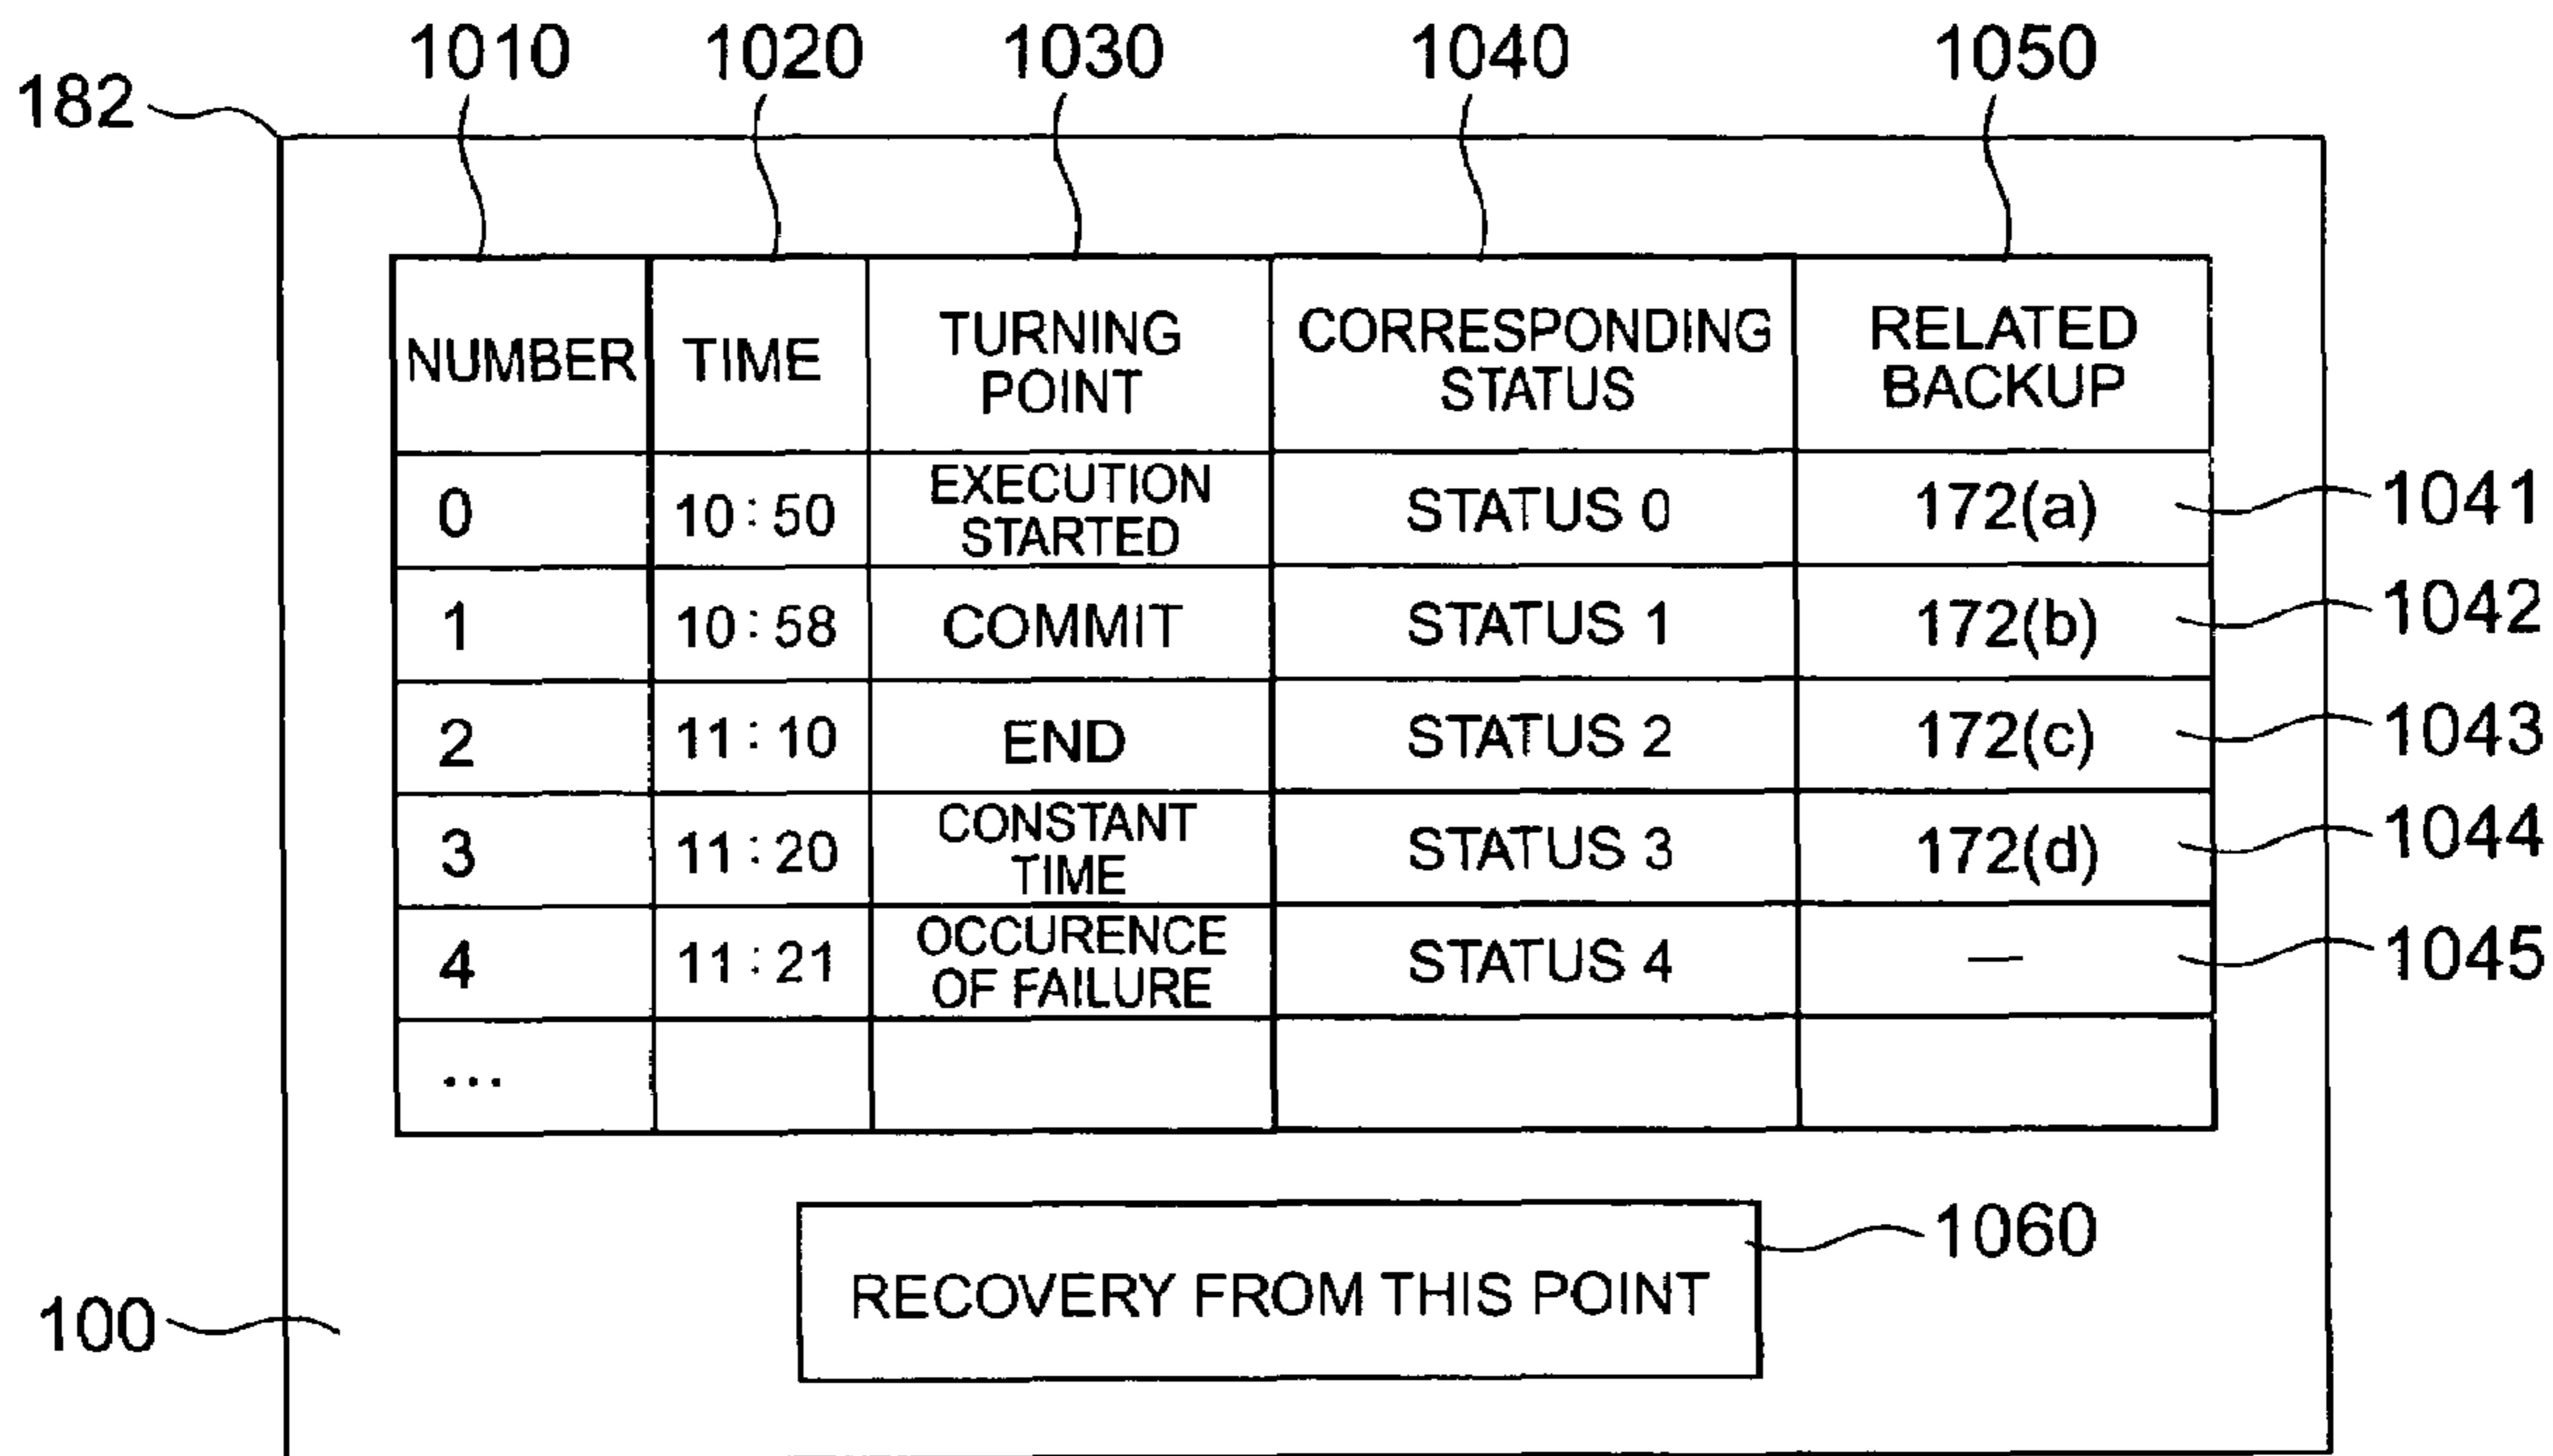 1010 1020 1030 1040 1050
182
NUMBER TIME TURNING POINT CORRESPONDING STATUS RELATED BACKUP
0 10:50 EXECUTION STARTED STATUS 0 172(a) 1041
1 10:58 COMMIT STATUS 1 172(b) 1042
2 11:10 END STATUS 2 172(c) 1043
3 11:20 CONSTANT TIME STATUS 3 172(d) 1044
4 11:21 OCCURENCE OF FAILURE STATUS 4 — 1045
...
1060
RECOVERY FROM THIS POINT
100